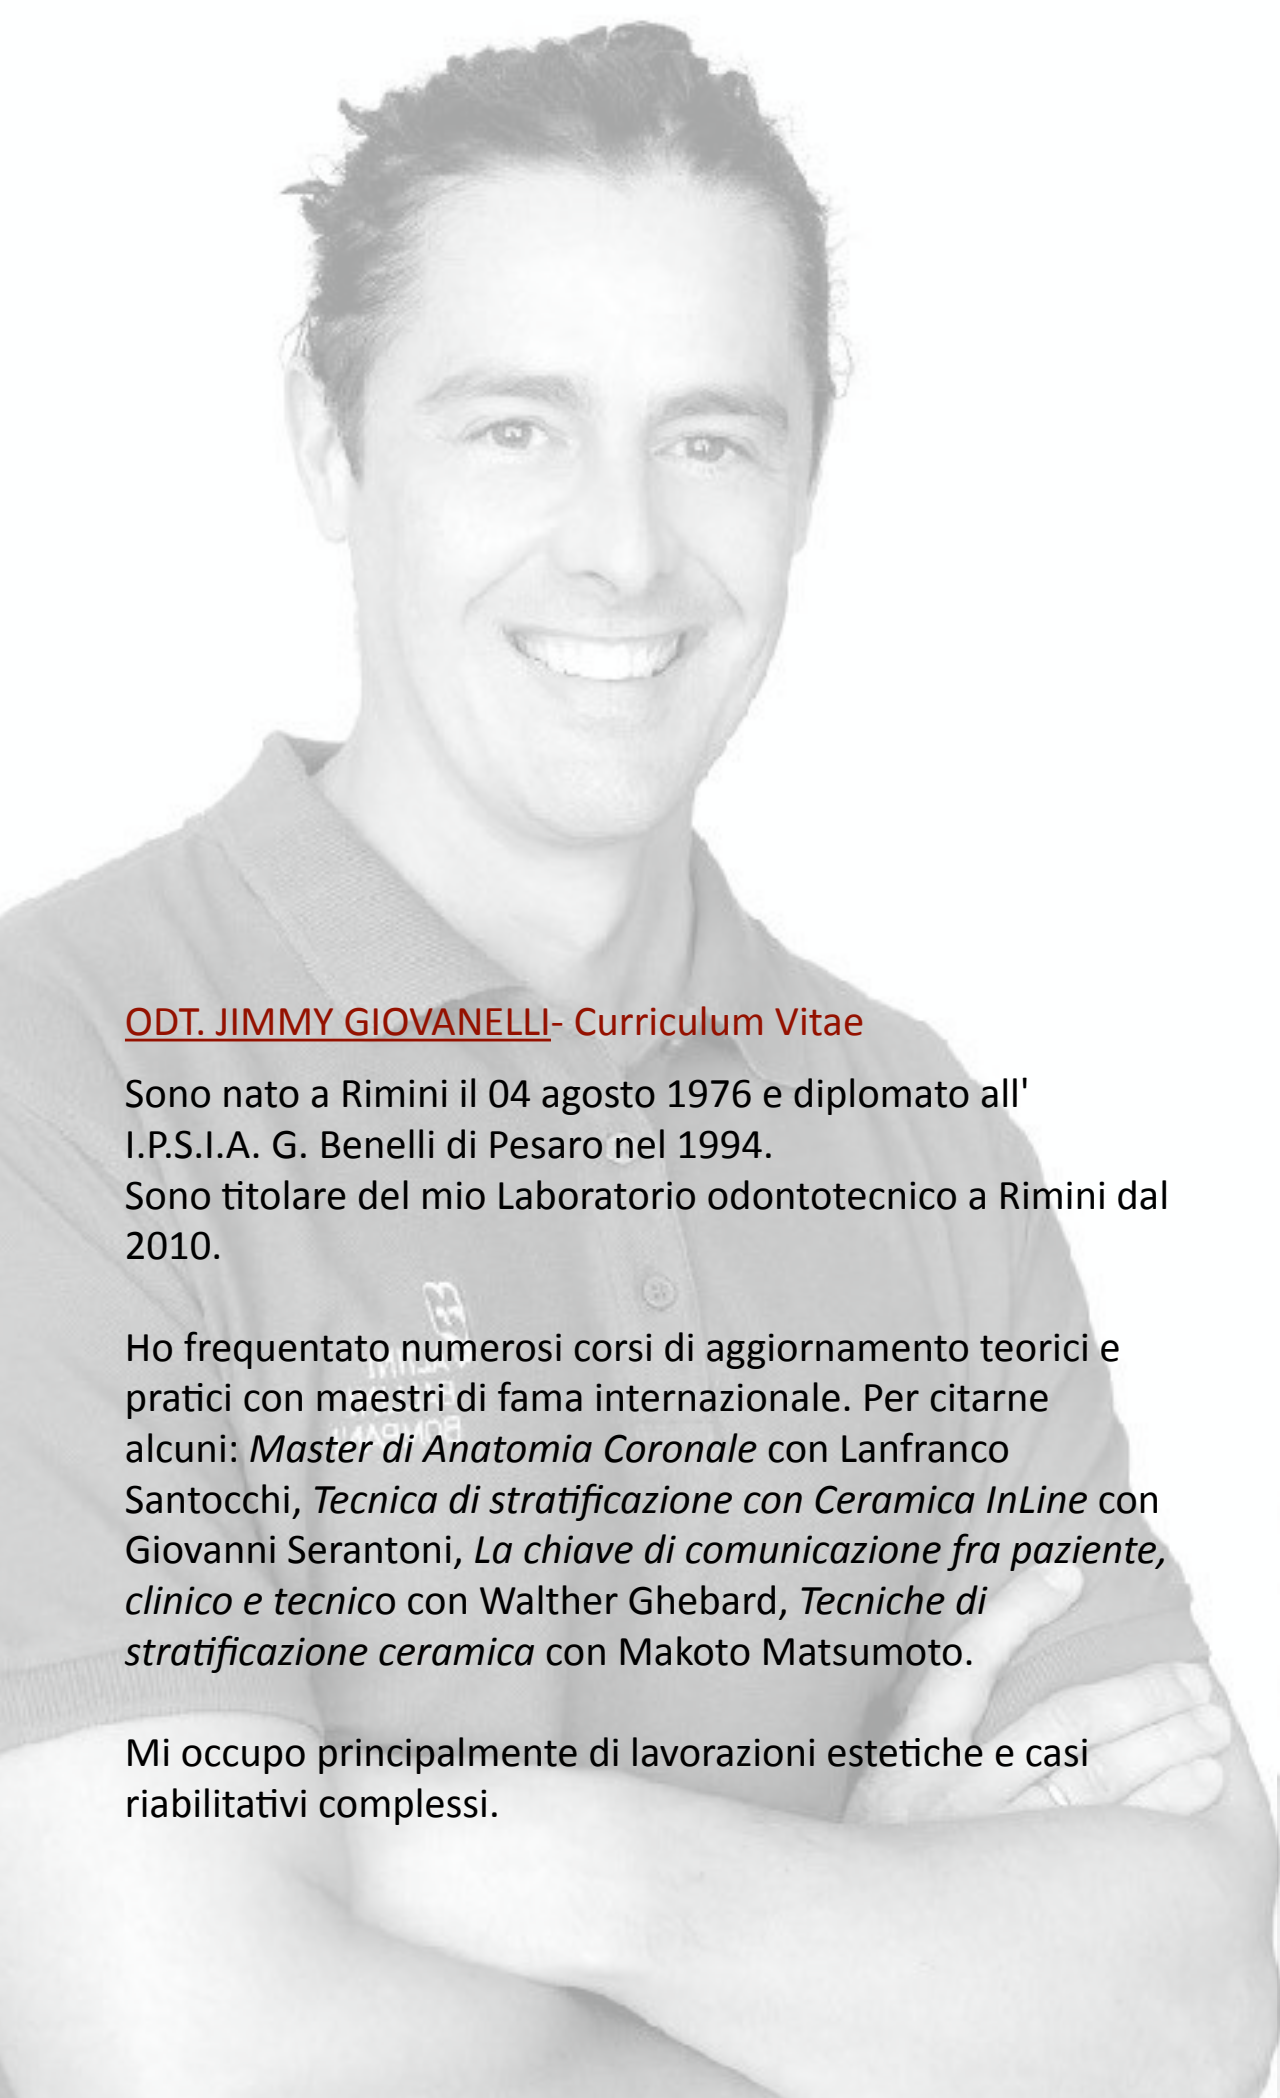 ODT. JIMMY GIOVANELLI- Curriculum Vitae
Sono nato a Rimini il 04 agosto 1976 e diplomato all'
I.P.S.I.A. G. Benelli di Pesaro nel 1994.
Sono titolare del mio Laboratorio odontotecnico a Rimini dal
2010.
Ho frequentato numerosi corsi di aggiornamento teorici e
pratici con maestri di fama internazionale. Per citarne
alcuni: Master di Anatomia Coronale con Lanfranco
Santocchi, Tecnica di stratificazione con Ceramica InLine con
Giovanni Serantoni, La chiave di comunicazione fra paziente,
clinico e tecnico con Walther Ghebard, Tecniche di
stratificazione ceramica con Makoto Matsumoto.
Mi occupo principalmente di lavorazioni estetiche e casi
riabilitativi complessi.